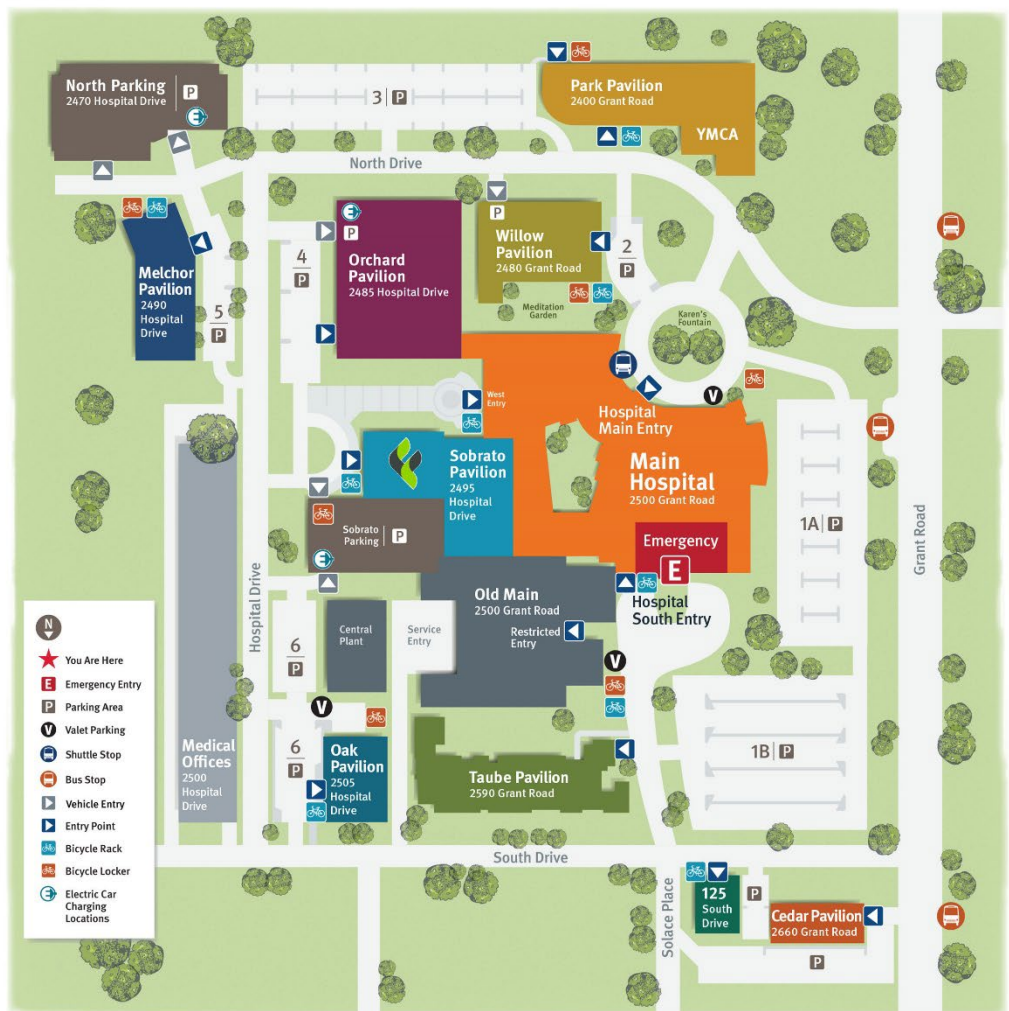 North Parking
2470 Hospital Drive
P
3 P
Park Pavilion
2400 Grant Road
YMCA
North Drive
P
Orchard
Pavilion
2485 Hospital Drive
P
Willow
Pavilion
2480 Grant Road
2
P
Melchor
Pavilion
2490
Hospital
Drive
4
P
5
P
Meditation
Garden
Karen's
Fountain
West
Entry
V
Hospital
Main Entry
Main
Hospital
2500 Grant Road
Sobrato
Pavilion
2495
Hospital
Drive
Sobrato
Parking
P
1A P
Grant Road
Emergency
E
Hospital
South Entry
Old Main
2500 Grant Road
Restricted
Entry
Hospital Drive
6
P
Central
Plant
Service
Entry
V
V
6
P
Medical
Offices
2500
Hospital
Drive
Oak
Pavilion
2505
Hospital
Drive
Taube Pavilion
2590 Grant Road
1B P
South Drive
Solace Place
125
South
Drive
P
Cedar Pavilion
2660 Grant Road
P
N
You Are Here
E Emergency Entry
P Parking Area
V Valet Parking
Shuttle Stop
Bus Stop
Vehicle Entry
Entry Point
Bicycle Rack
Bicycle Locker
Electric Car
Charging
Locations